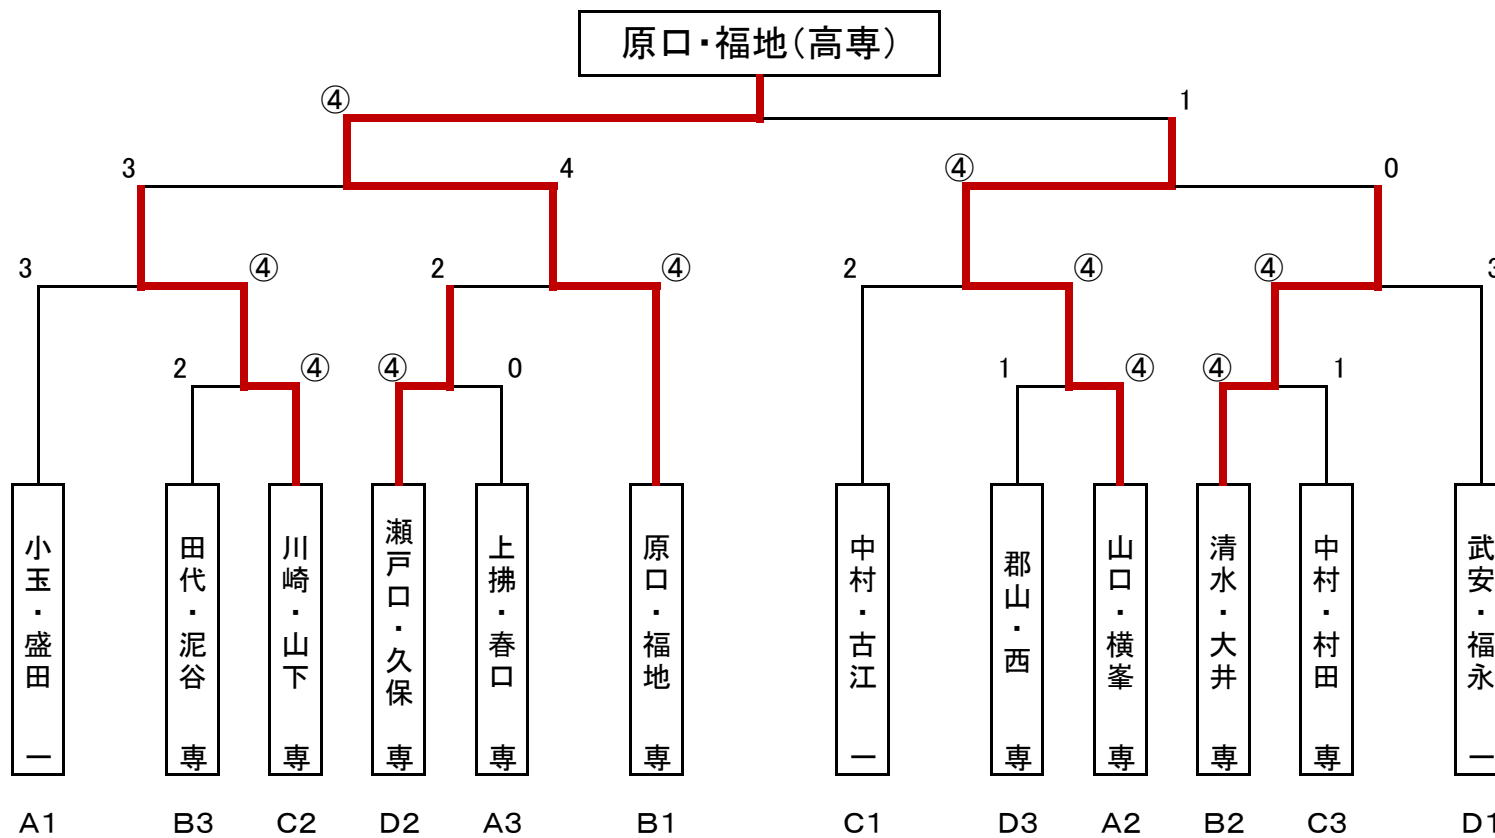 原口・福地(高専)
④ 1
3 4 ④ 0
3 ④ 2 ④ 2 ④ ④ 3
2 ④ ④ 0 1 ④ ④ 1
小玉・盛田 一
田代・泥谷 専
川崎・山下 専
瀬戸口・久保 専
上拂・春口 専
原口・福地 専
中村・古江 一
郡山・西 専
山口・横峯 専
清水・大井 専
中村・村田 専
武安・福永 一
A1 B3 C2 D2 A3 B1 C1 D3 A2 B2 C3 D1